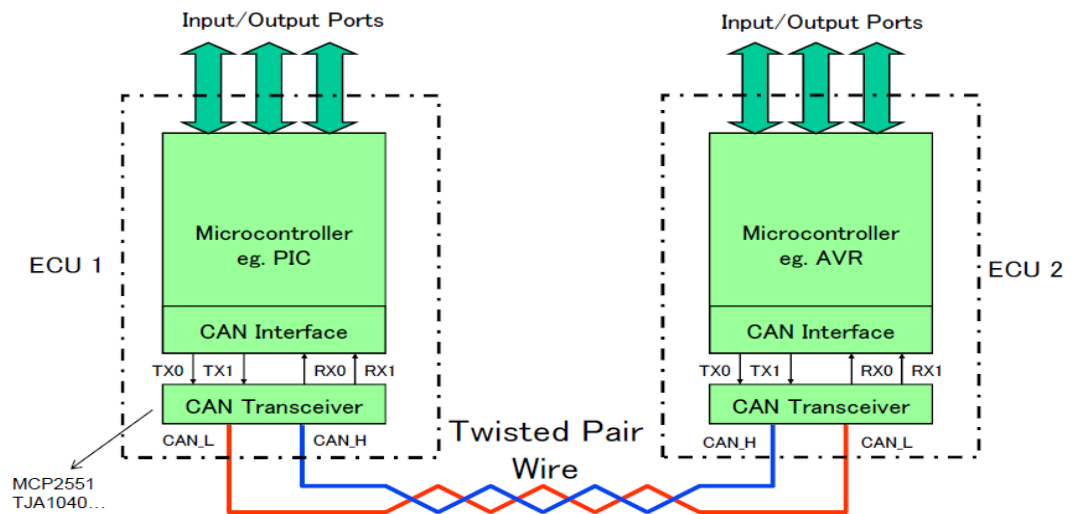 Input/Output Ports
Input/Output Ports
Microcontroller
eg. PIC
Microcontroller
eg. AVR
ECU 1
ECU 2
CAN Interface
CAN Interface
TX0 TX1 RX0 RX1
TX0 TX1 RX0 RX1
CAN Transceiver
CAN Transceiver
CAN_L CAN_H
Twisted Pair
Wire
CAN_H CAN_L
MCP2551
TJA1040...